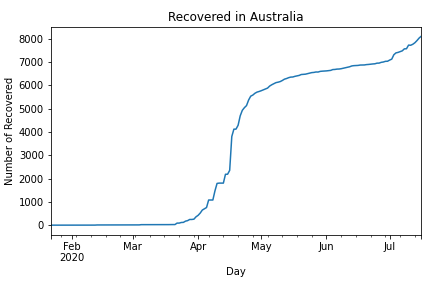 Recovered in Australia
Number of Recovered
8000
7000
6000
5000
4000
3000
2000
1000
0
Feb Mar Apr May Jun Jul
2020
Day